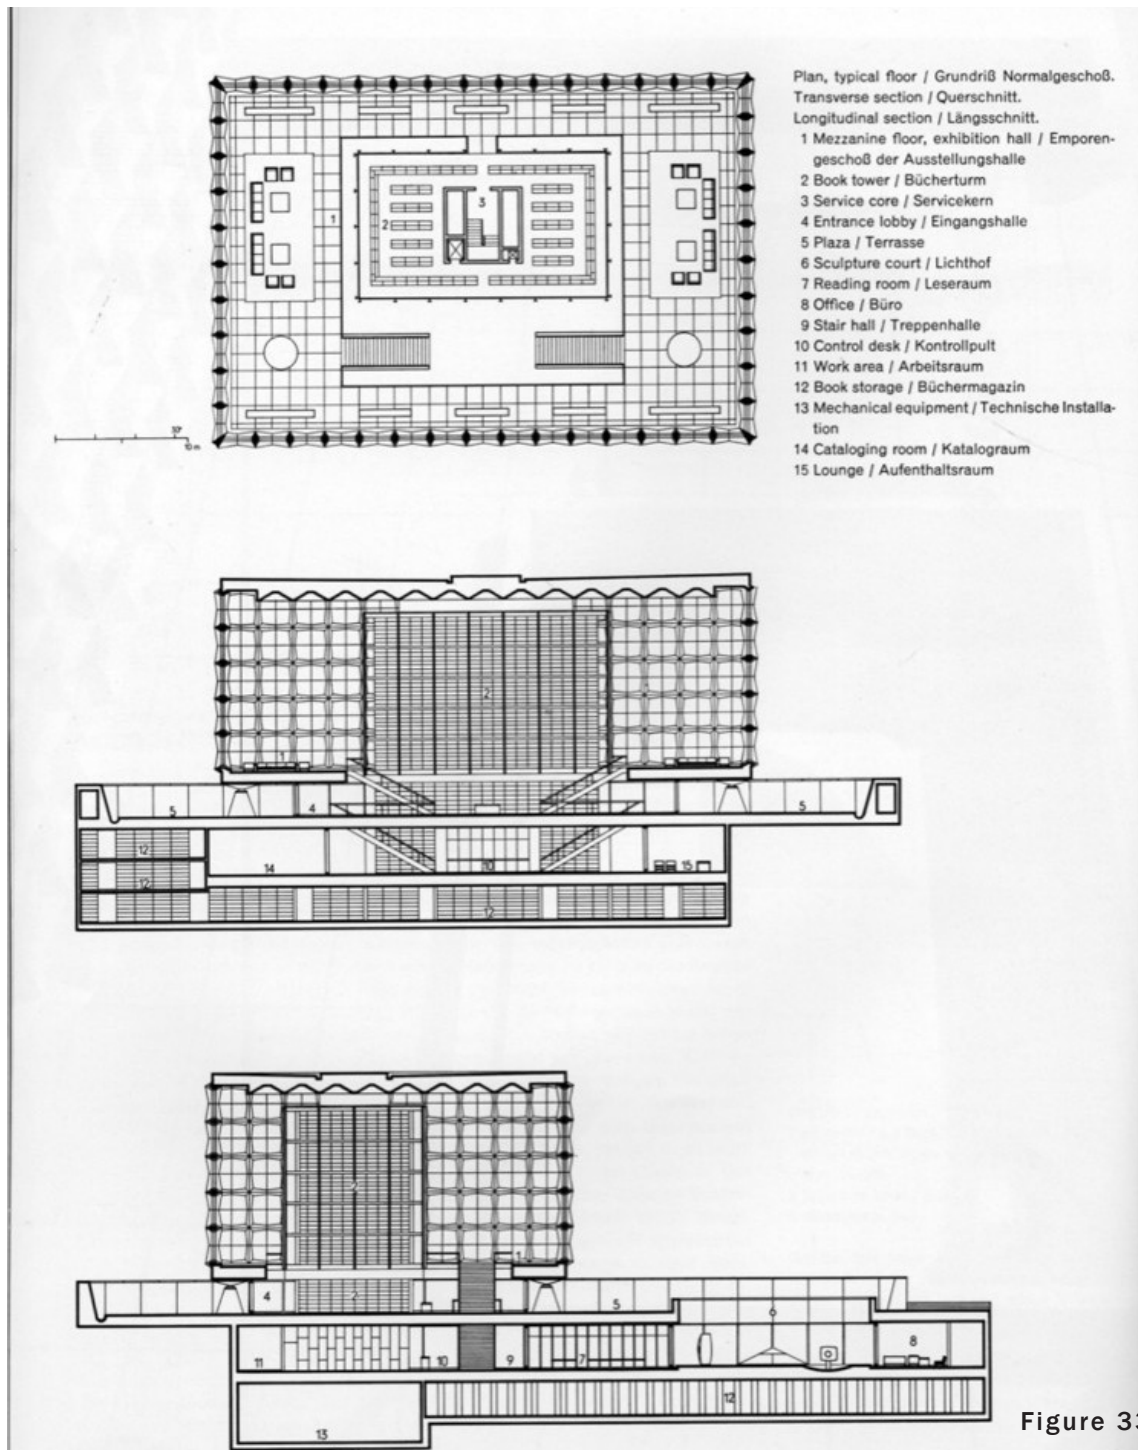 Plan, typical floor / Grundriß Normalgeschoß.
Transverse section / Querschnitt.
Longitudinal section / Längsschnitt.
1 Mezzanine floor, exhibition hall / Emporen-
geschoß der Ausstellungshalle
2 Book tower / Bücherturm
3 Service core / Servicekern
4 Entrance lobby / Eingangshalle
5 Plaza / Terrasse
6 Sculpture court / Lichthof
7 Reading room / Leseraum
8 Office / Büro
9 Stair hall / Treppenhalle
10 Control desk / Kontrollpult
11 Work area / Arbeitsraum
12 Book storage / Büchermagazin
13 Mechanical equipment / Technische Installa-
tion
14 Cataloging room / Katalograum
15 Lounge / Aufenthaltsraum
3
1
2
10 m
2
1
5
4
5
12
14
10
15
12
12
2
1
4
2
5
6
11
10
9
7
8
12
13
Figure 33